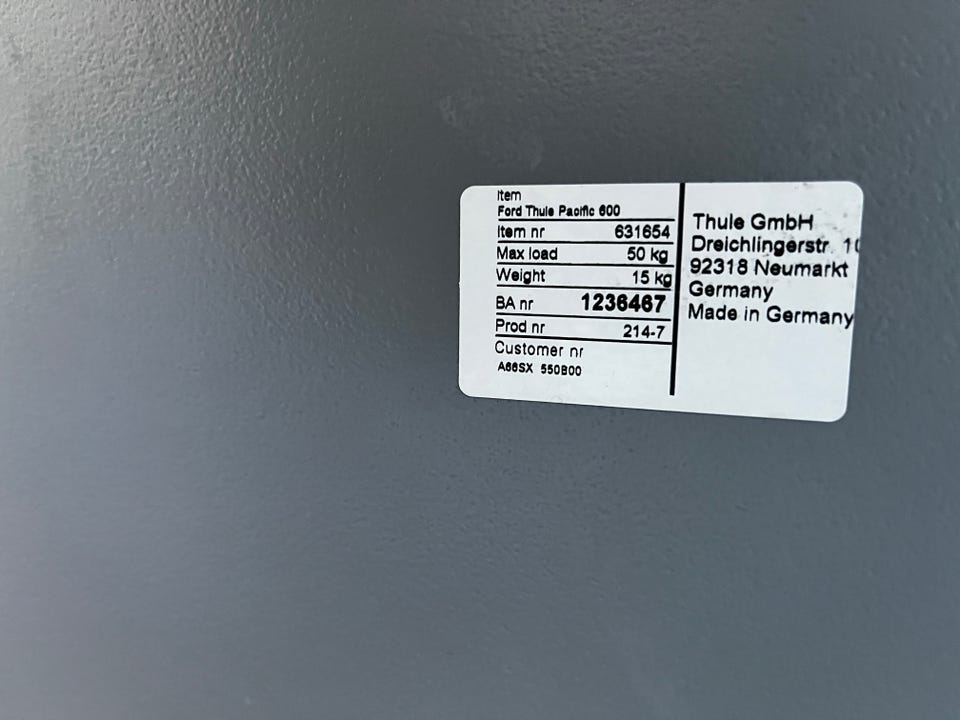 Item
Ford Thule Pacific 600
Item nr 631654
Max load 50 kg
Weight 15 kg
BA nr 1236467
Prod nr 214-7
Customer nr
A66SX 550B00
Thule GmbH
Dreichlingerstr. 10
92318 Neumarkt
Germany
Made in Germany